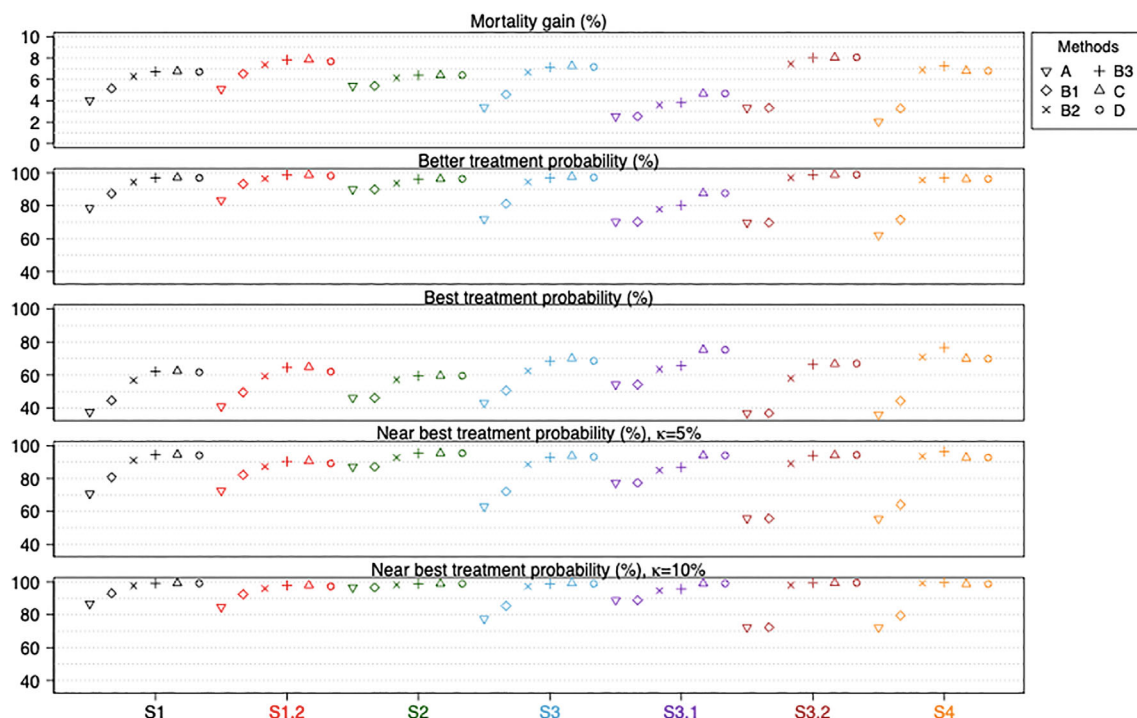 Mortality gain (%)
10
8
6
4
2
0
Methods
A
B3
B1
C
B2
D
Better treatment probability (%)
100
80
60
40
Best treatment probability (%)
100
80
60
40
Near best treatment probability (%), κ=5%
100
80
60
40
Near best treatment probability (%), κ=10%
100
80
60
40
S1 S1.2 S2 S3 S3.1 S3.2 S4